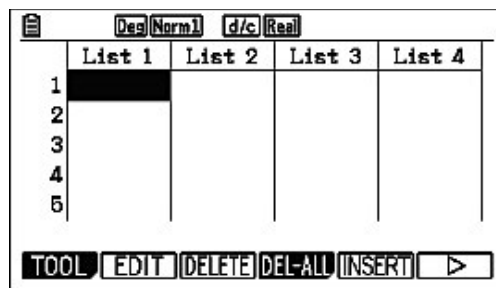 Deg Norm1 d/c Real
List 1 List 2 List 3 List 4
1
2
3
4
5
TOOL EDIT DELETE DEL-ALL INSERT ▷